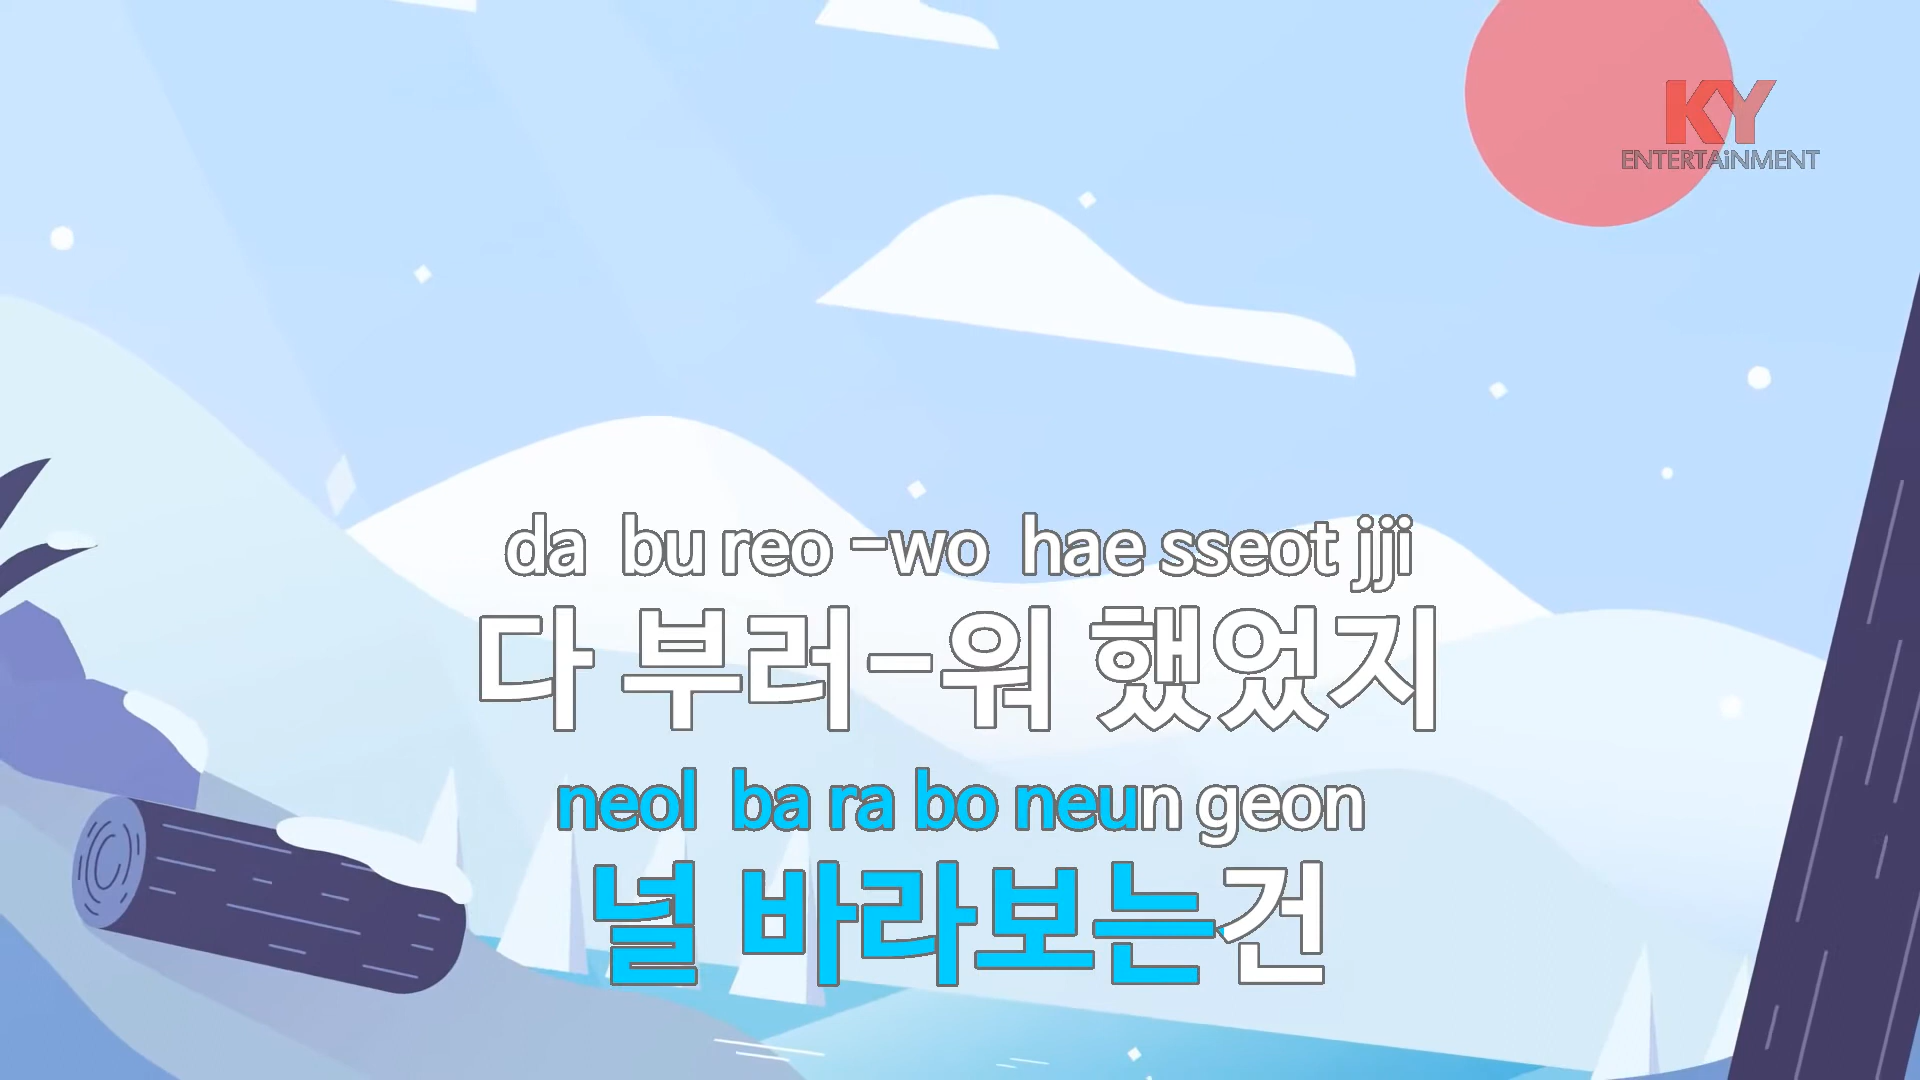 KY
ENTERTAiNMENT
da bu reo -wo hae sseot jji
다 부러-워 했었지
neol ba ra bo neun geon
널 바라보는건